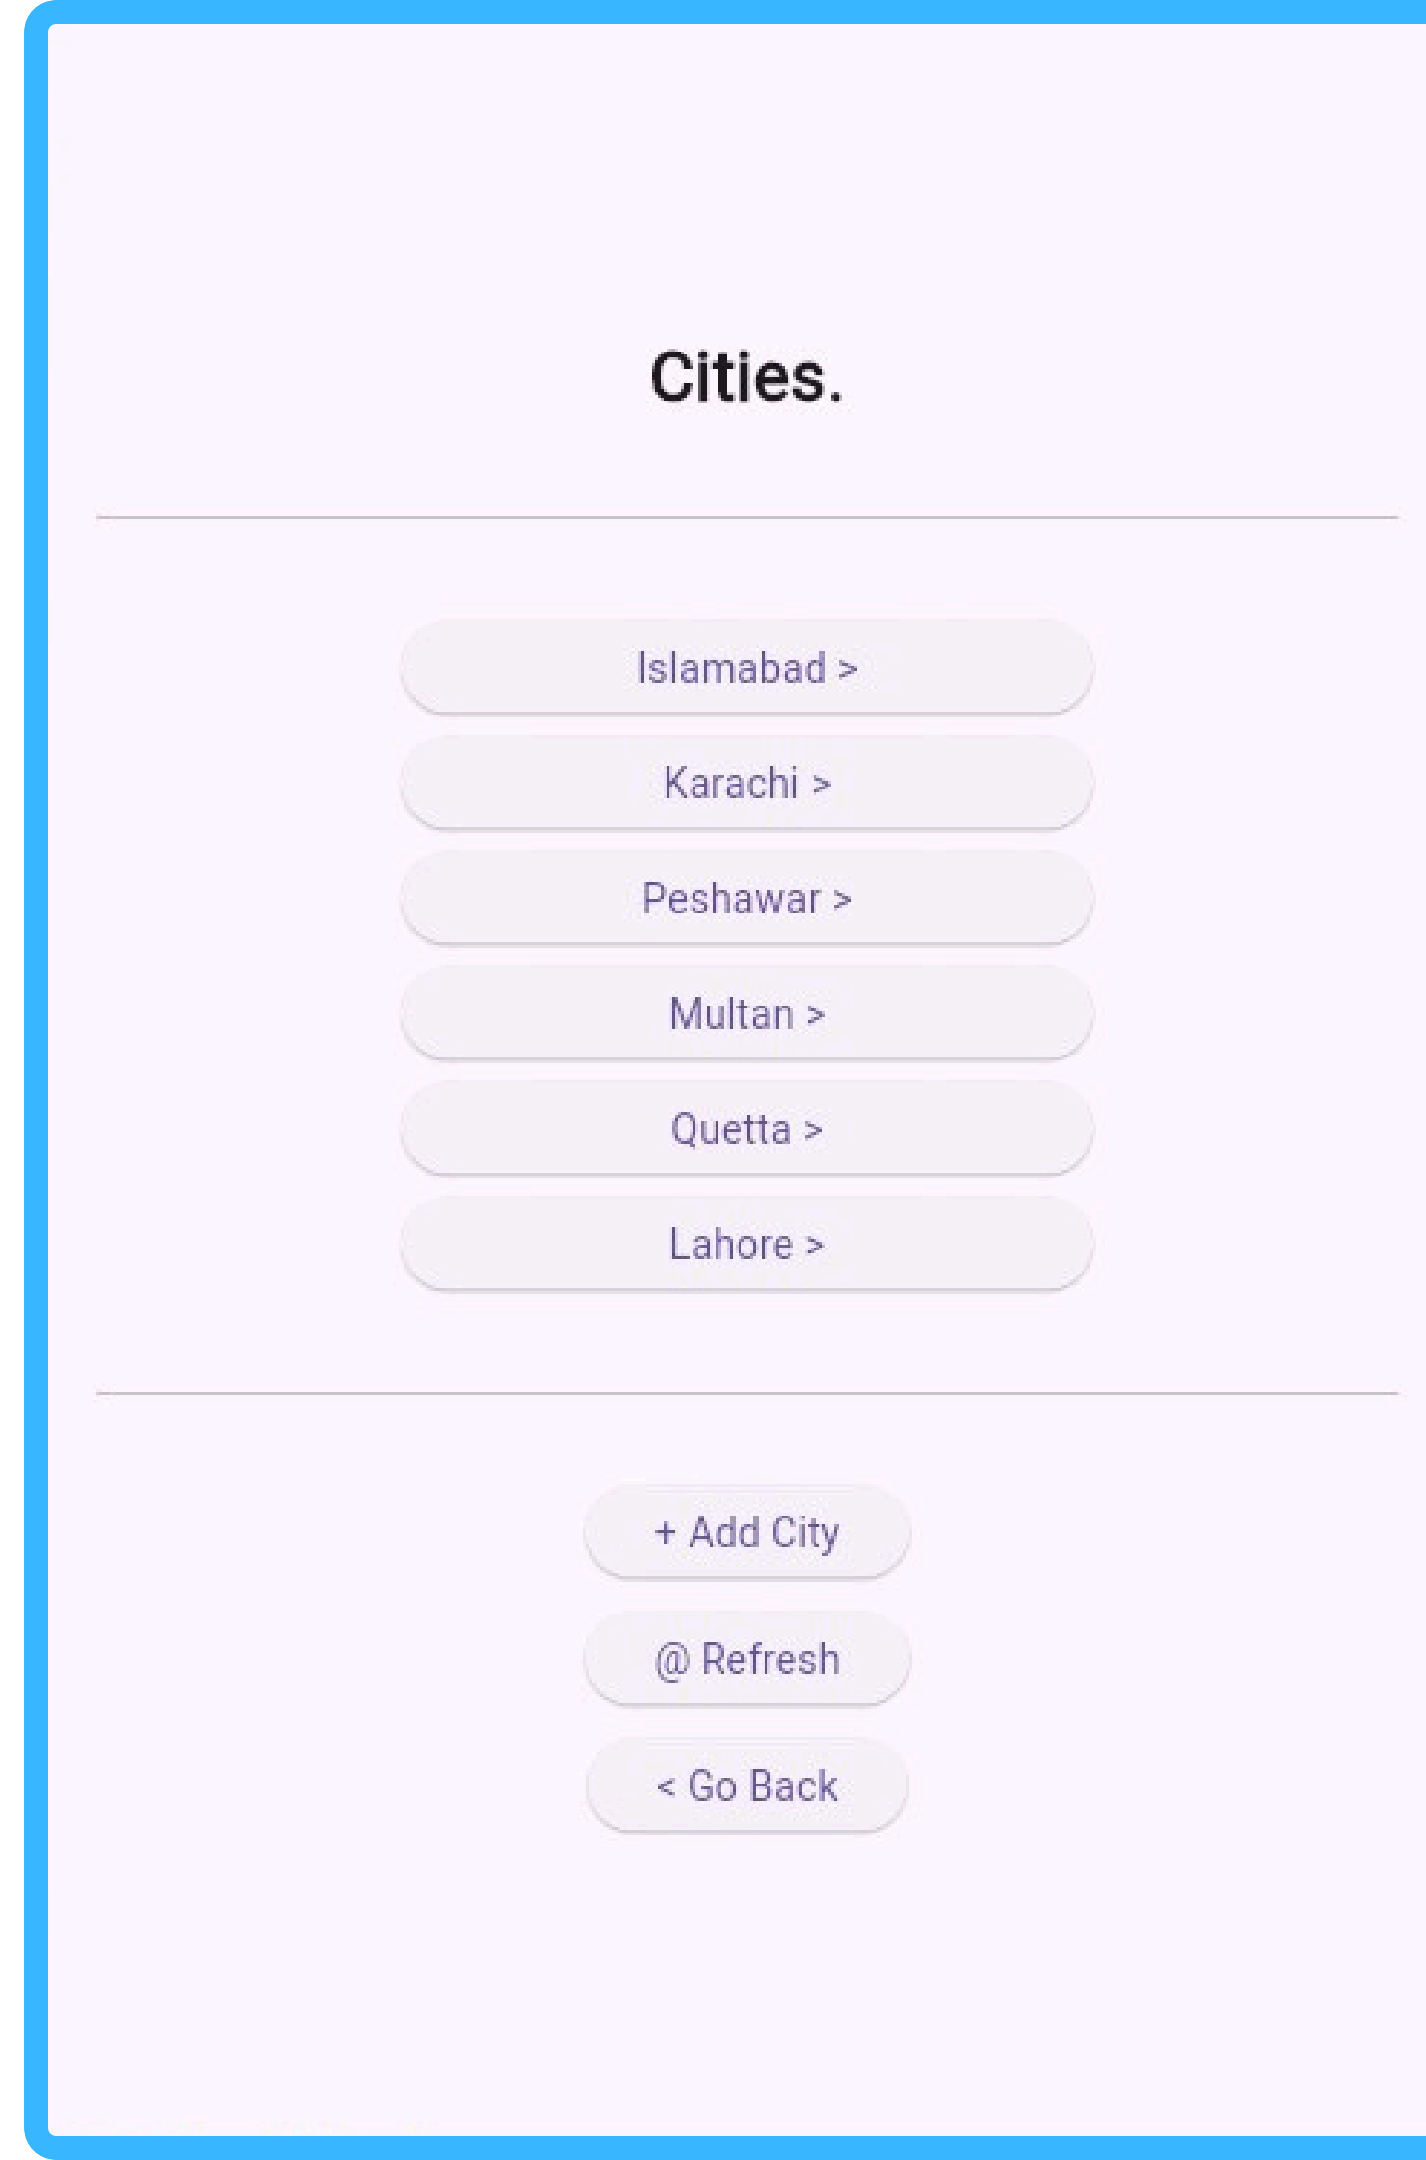 Cities.
Islamabad >
Karachi >
Peshawar >
Multan >
Quetta >
Lahore >
+ Add City
@ Refresh
< Go Back